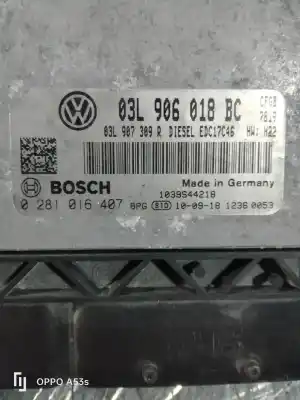 03L 906 018 BC
CFGB
7819
03L 907 309 R DIESEL EDC17C46 HW: H22
BOSCH
Made in Germany
1039S44218
0 281 016 407 BPG 10-09-18 1236 0053
OPPO A53s